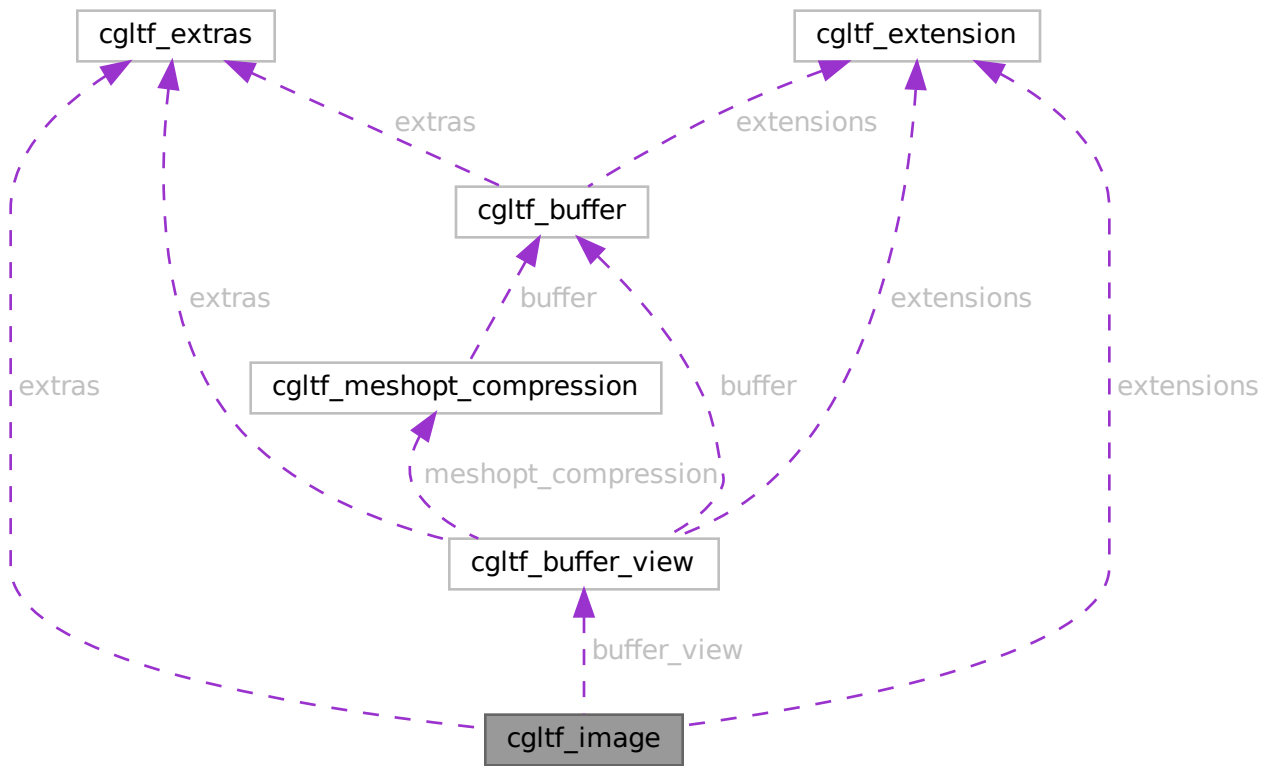 cgltf_extras
cgltf_extension
extras
extensions
cgltf_buffer
extras
buffer
extensions
extras
cgltf_meshopt_compression
buffer
extensions
meshopt_compression
cgltf_buffer_view
buffer_view
cgltf_image